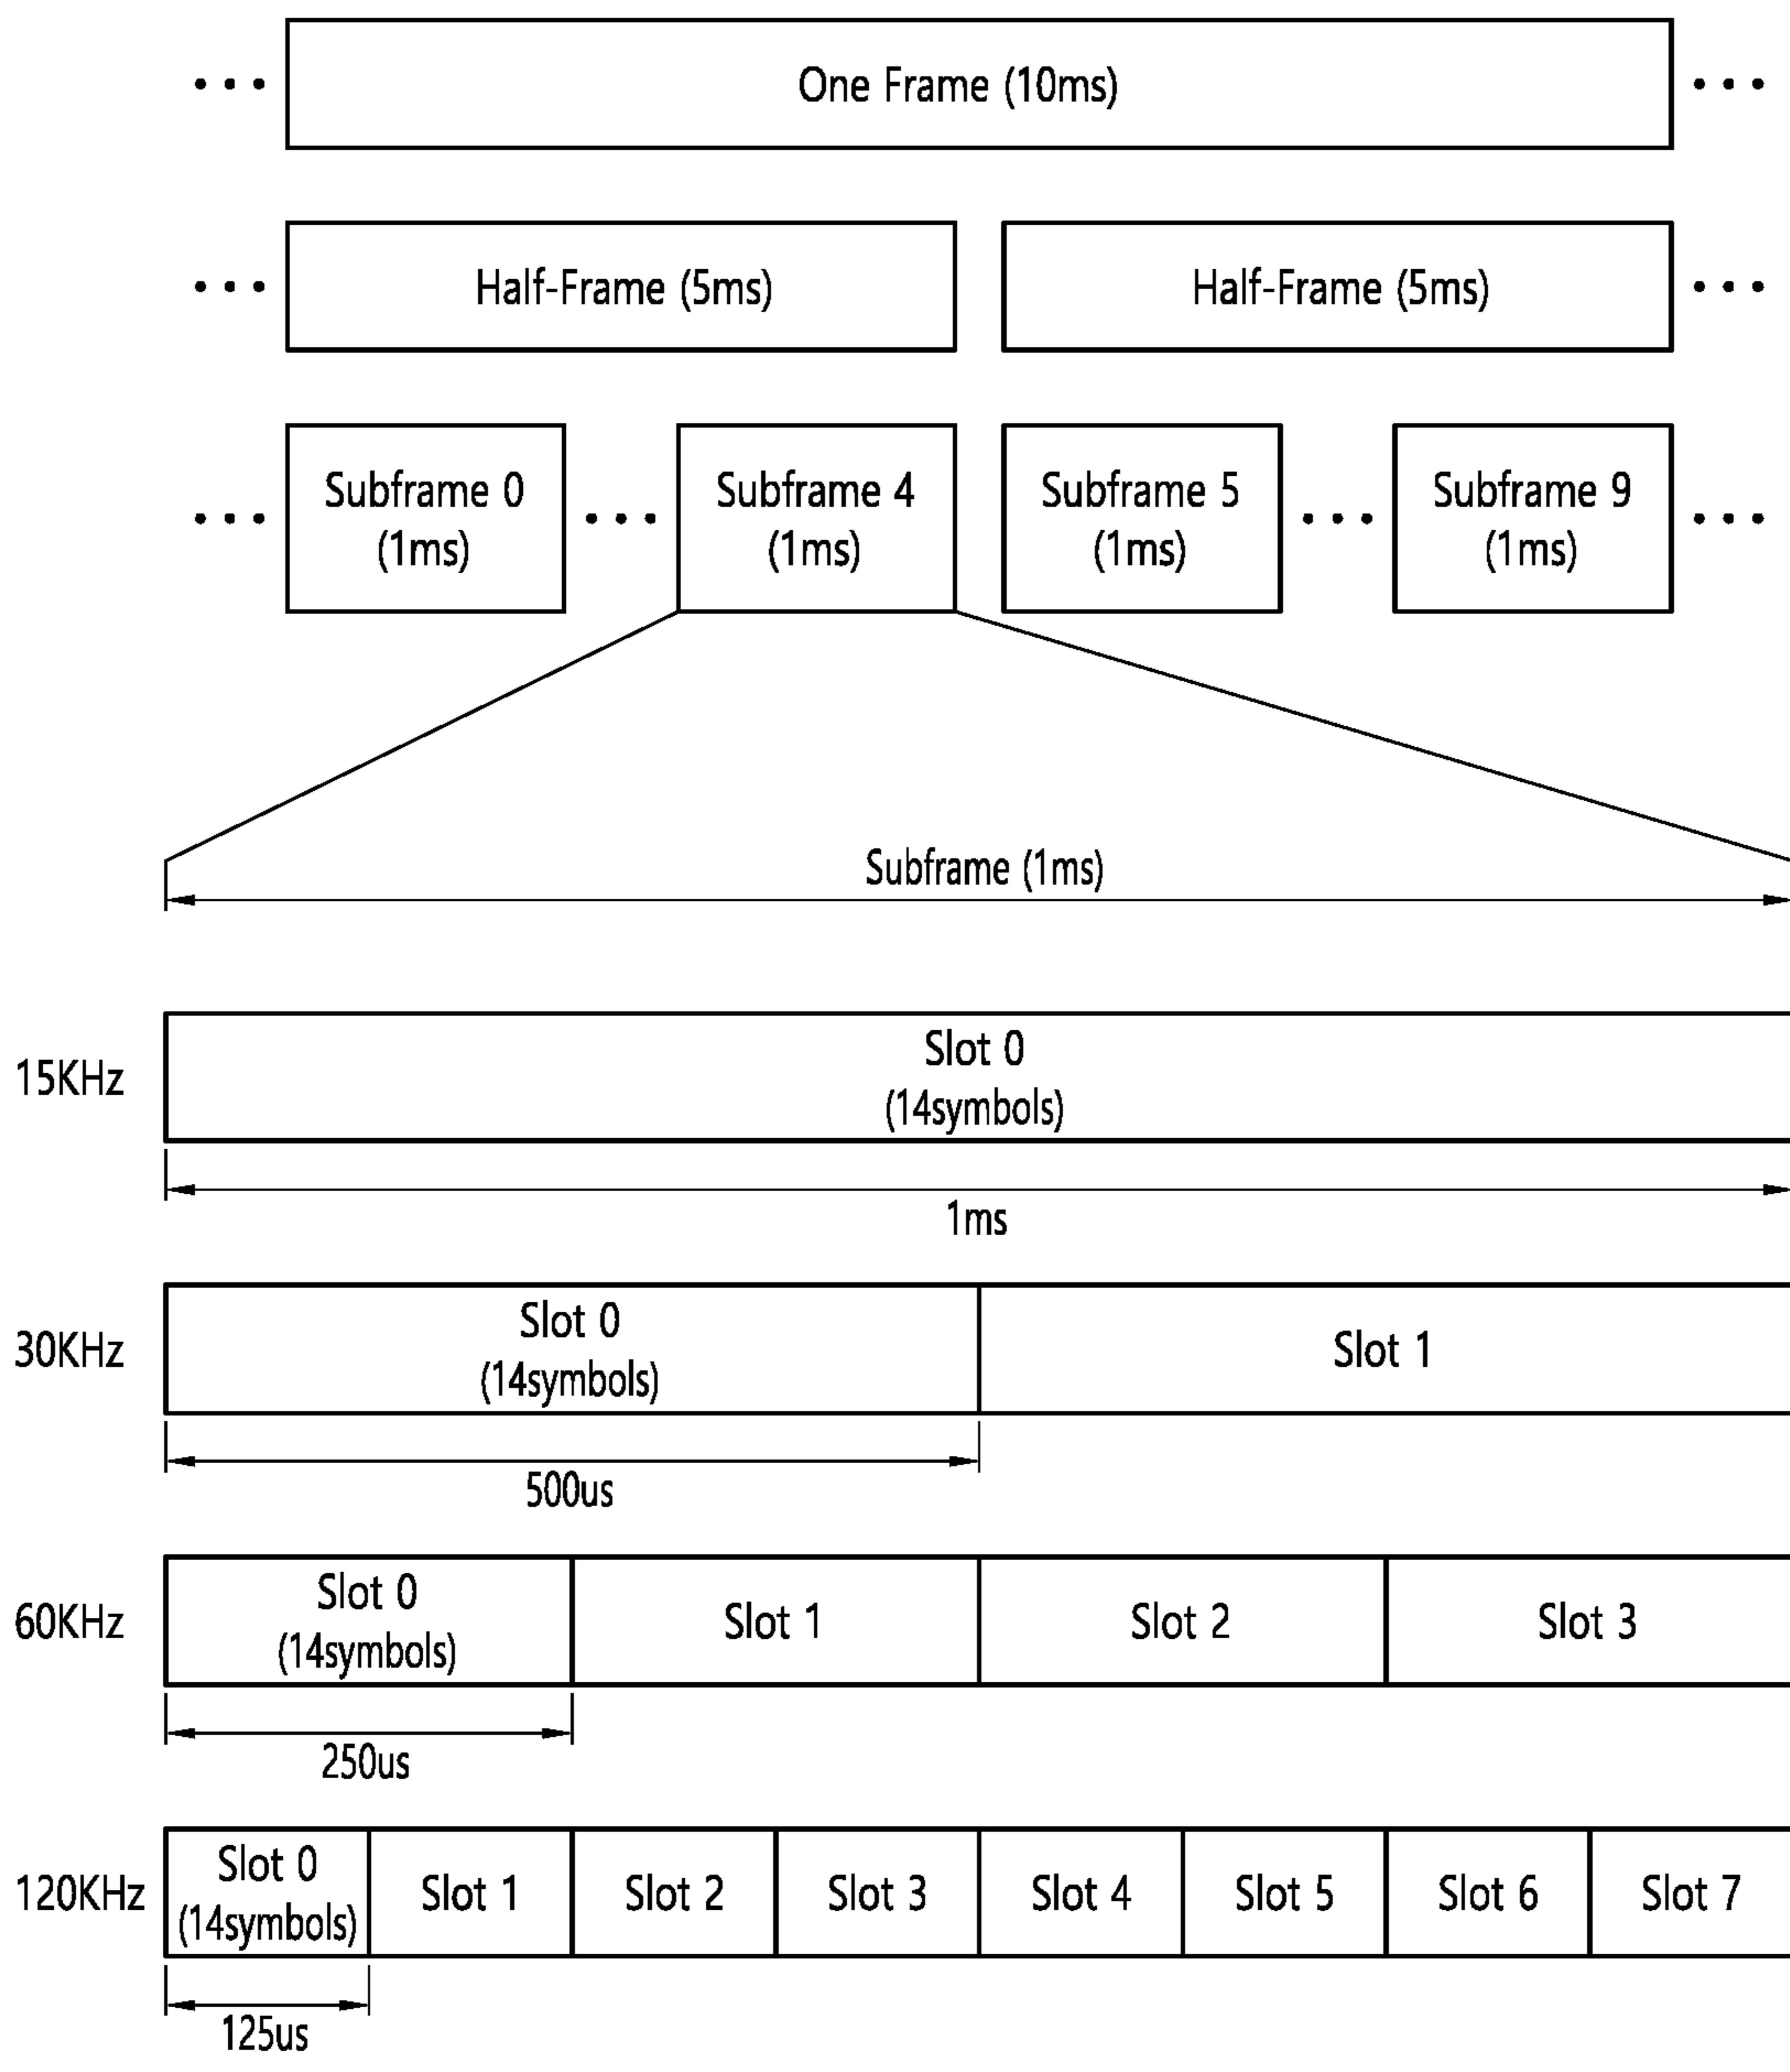 ... One Frame (10ms) ...
... Half-Frame (5ms) Half-Frame (5ms) ...
... Subframe 0 ... Subframe 4 Subframe 5 ... Subframe 9 ...
(1ms) (1ms) (1ms) (1ms)
Subframe (1ms)
15KHz Slot 0
(14symbols)
1ms
30KHz Slot 0 Slot 1
(14symbols)
500us
60KHz Slot 0 Slot 1 Slot 2 Slot 3
(14symbols)
250us
120KHz Slot 0 Slot 1 Slot 2 Slot 3 Slot 4 Slot 5 Slot 6 Slot 7
(14symbols)
125us